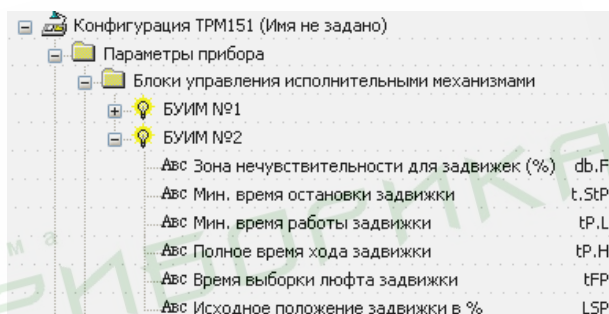 Конфигурация ТРМ151 (Имя не задано)
Параметры прибора
Блоки управления исполнительными механизмами
БУИМ №1
БУИМ №2
Авс Зона нечувствительности для задвижек (%) db.F
Авс Мин. время остановки задвижки t.StP
Авс Мин. время работы задвижки tP.L
Авс Полное время хода задвижки tP.H
Авс Время выборки люфта задвижки tFP
Авс Исходное положение задвижки в % LSP
ма
ПРИБОРИКА